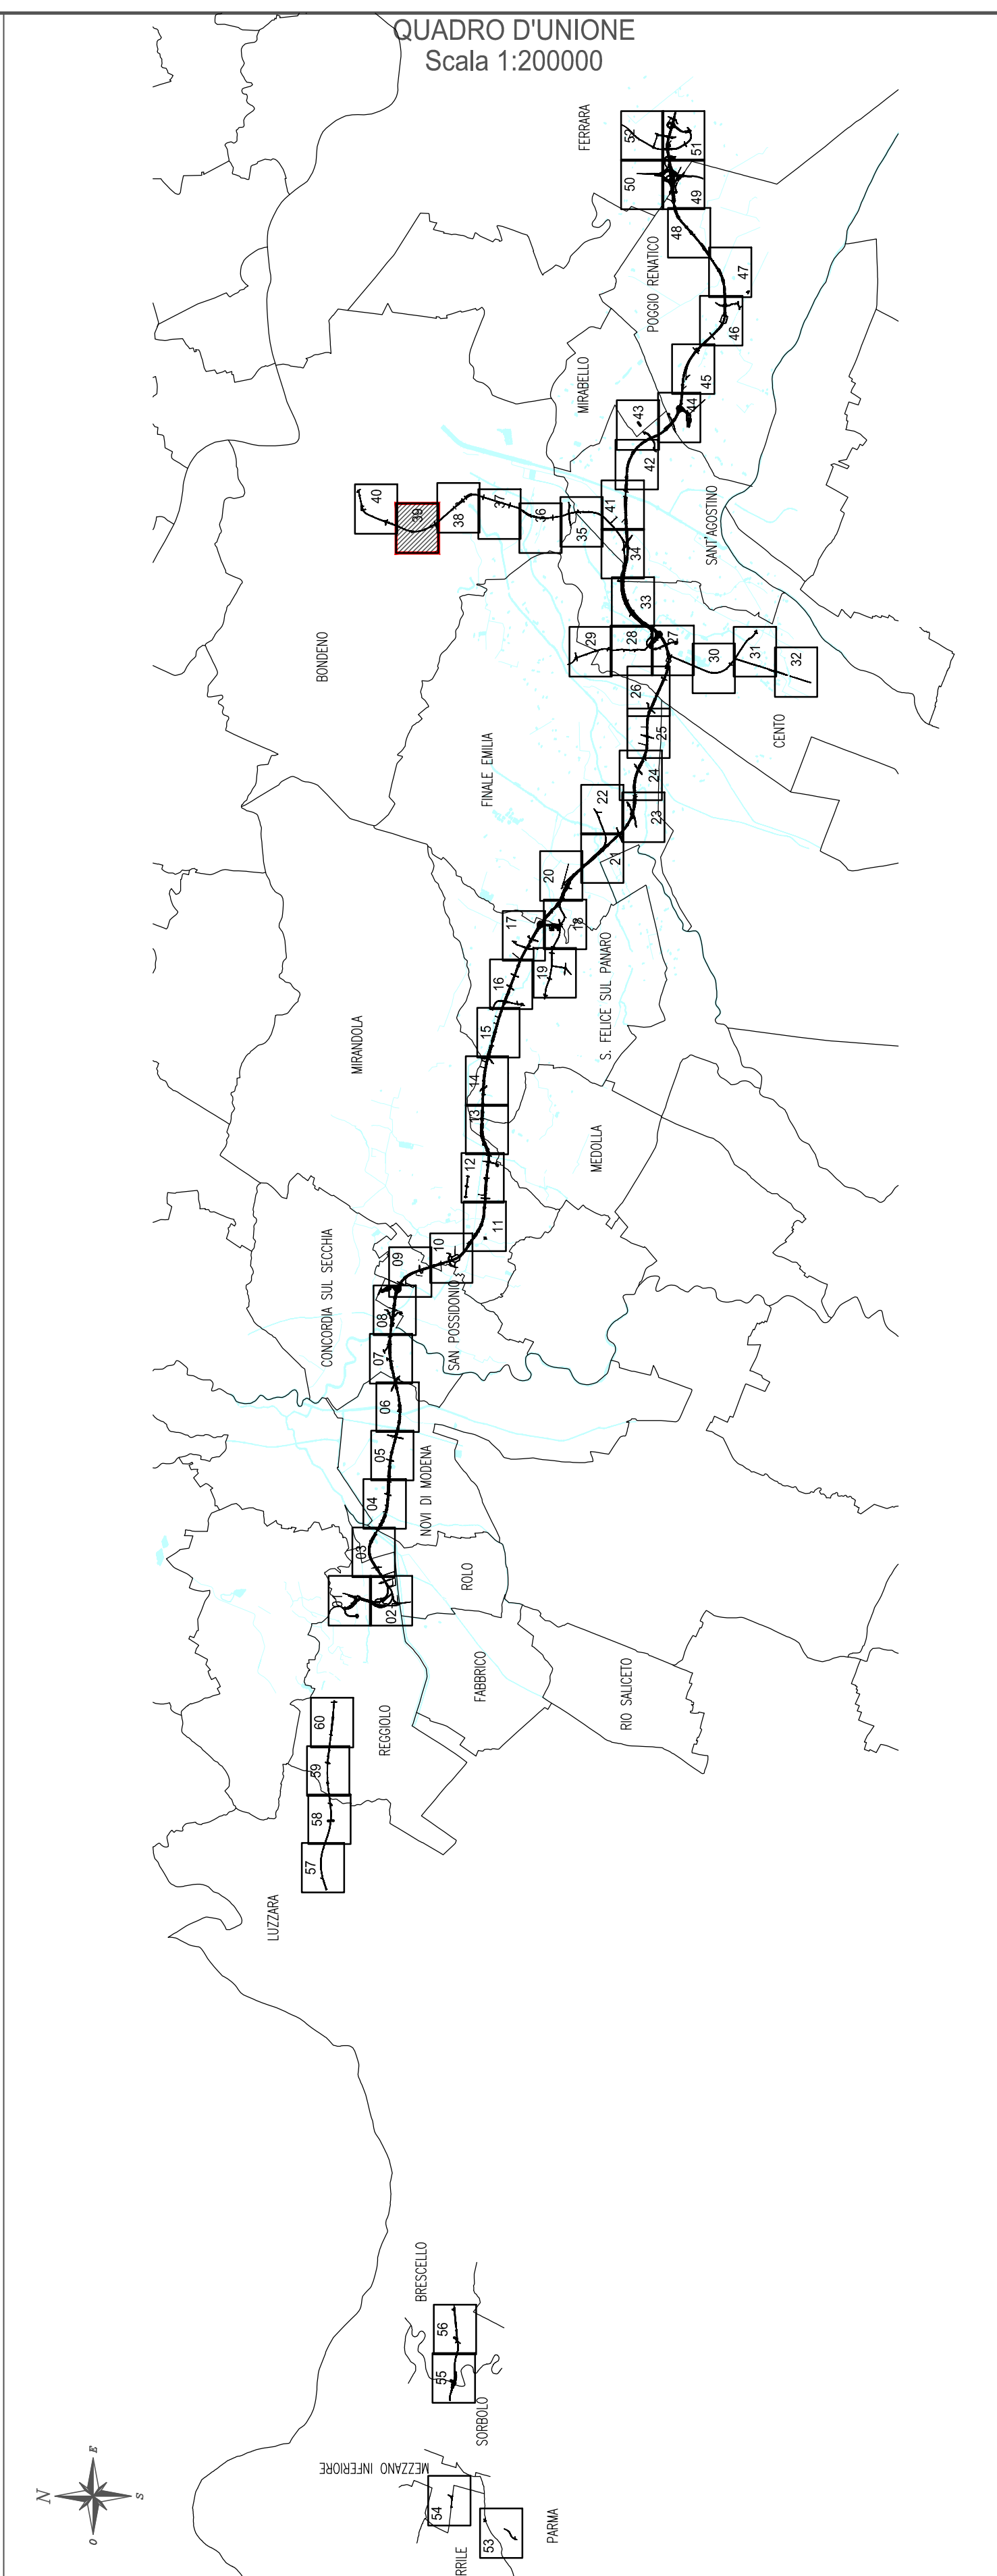 QUADRO D'UNIONE
Scala 1:200000
FERRARA
52
51
50
49
48
POGGIO RENATICO
47
46
MIRABELLO
45
44
43
42
40
39
38
37
36
35
41
34
SANT'AGOSTINO
33
BONDENO
29
28
27
30
31
32
26
25
CENTO
FINALE EMILIA
24
22
23
21
20
17
18
19
16
S. FELICE SUL PANARO
15
MIRANDOLA
14
13
MEDOLLA
12
11
CONCORDIA SUL SECCHIA
10
09
08
SAN POSSIDONIO
07
06
05
NOVI DI MODENA
04
03
ROLO
01
02
FABBRICO
RIO SALICETO
REGGIOLO
60
59
58
57
LUZZARA
BRESCELLO
56
55
SORBOLO
MEZZANO INFERIORE
54
53
PARMA
RRILE
N
E
S
O